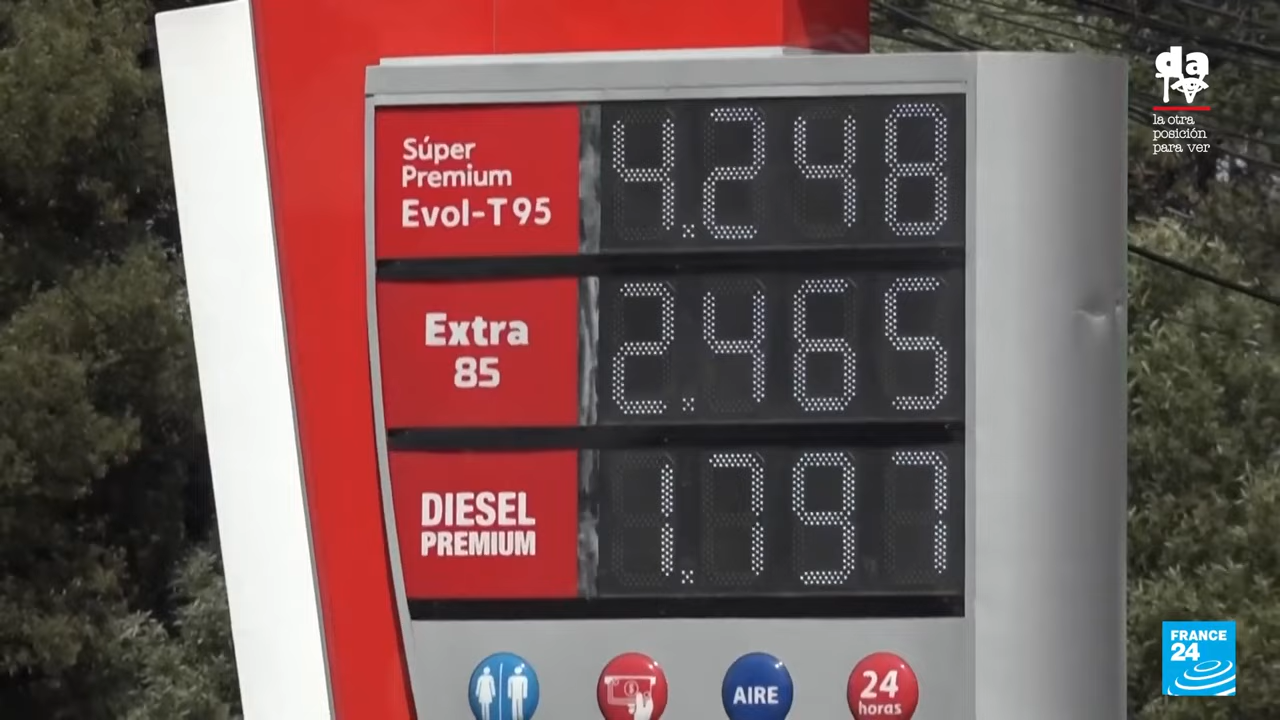 da
la otra
posición
para ver
Súper
Premium
Evol-T 95
4.248
Extra
85
2.465
DIESEL
PREMIUM
1.797
AIRE
24
horas
FRANCE
24